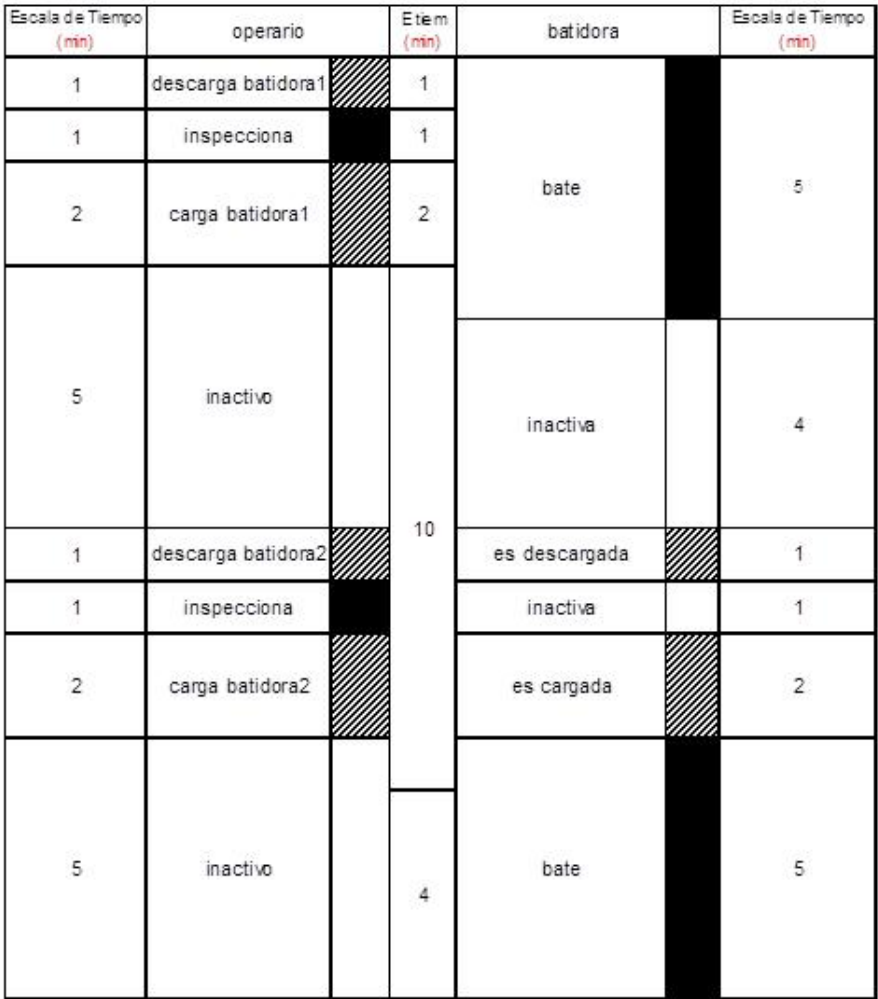 Escala de Tiempo (min) operario E tiem (min) batidora Escala de Tiempo (min)
1 descarga batidora1 1
1 inspecciona 1
bate 5
2 carga batidora1 2
5 inactivo
inactiva 4
10
1 descarga batidora2 es descargada 1
1 inspecciona inactiva 1
2 carga batidora2 es cargada 2
5 inactivo bate 5
4